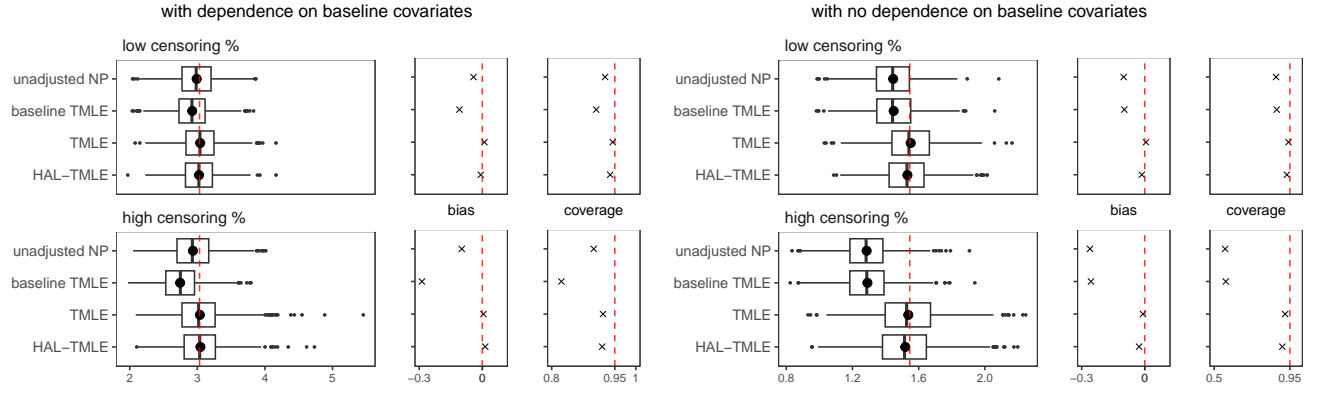 with dependence on baseline covariates
low censoring %
unadjusted NP
baseline TMLE
TMLE
HAL−TMLE
high censoring %
bias
coverage
unadjusted NP
baseline TMLE
TMLE
HAL−TMLE
2 3 4 5
−0.3 0
0.8 0.95 1
with no dependence on baseline covariates
low censoring %
unadjusted NP
baseline TMLE
TMLE
HAL−TMLE
high censoring %
bias
coverage
unadjusted NP
baseline TMLE
TMLE
HAL−TMLE
0.8 1.2 1.6 2.0
−0.3 0
0.5 0.95